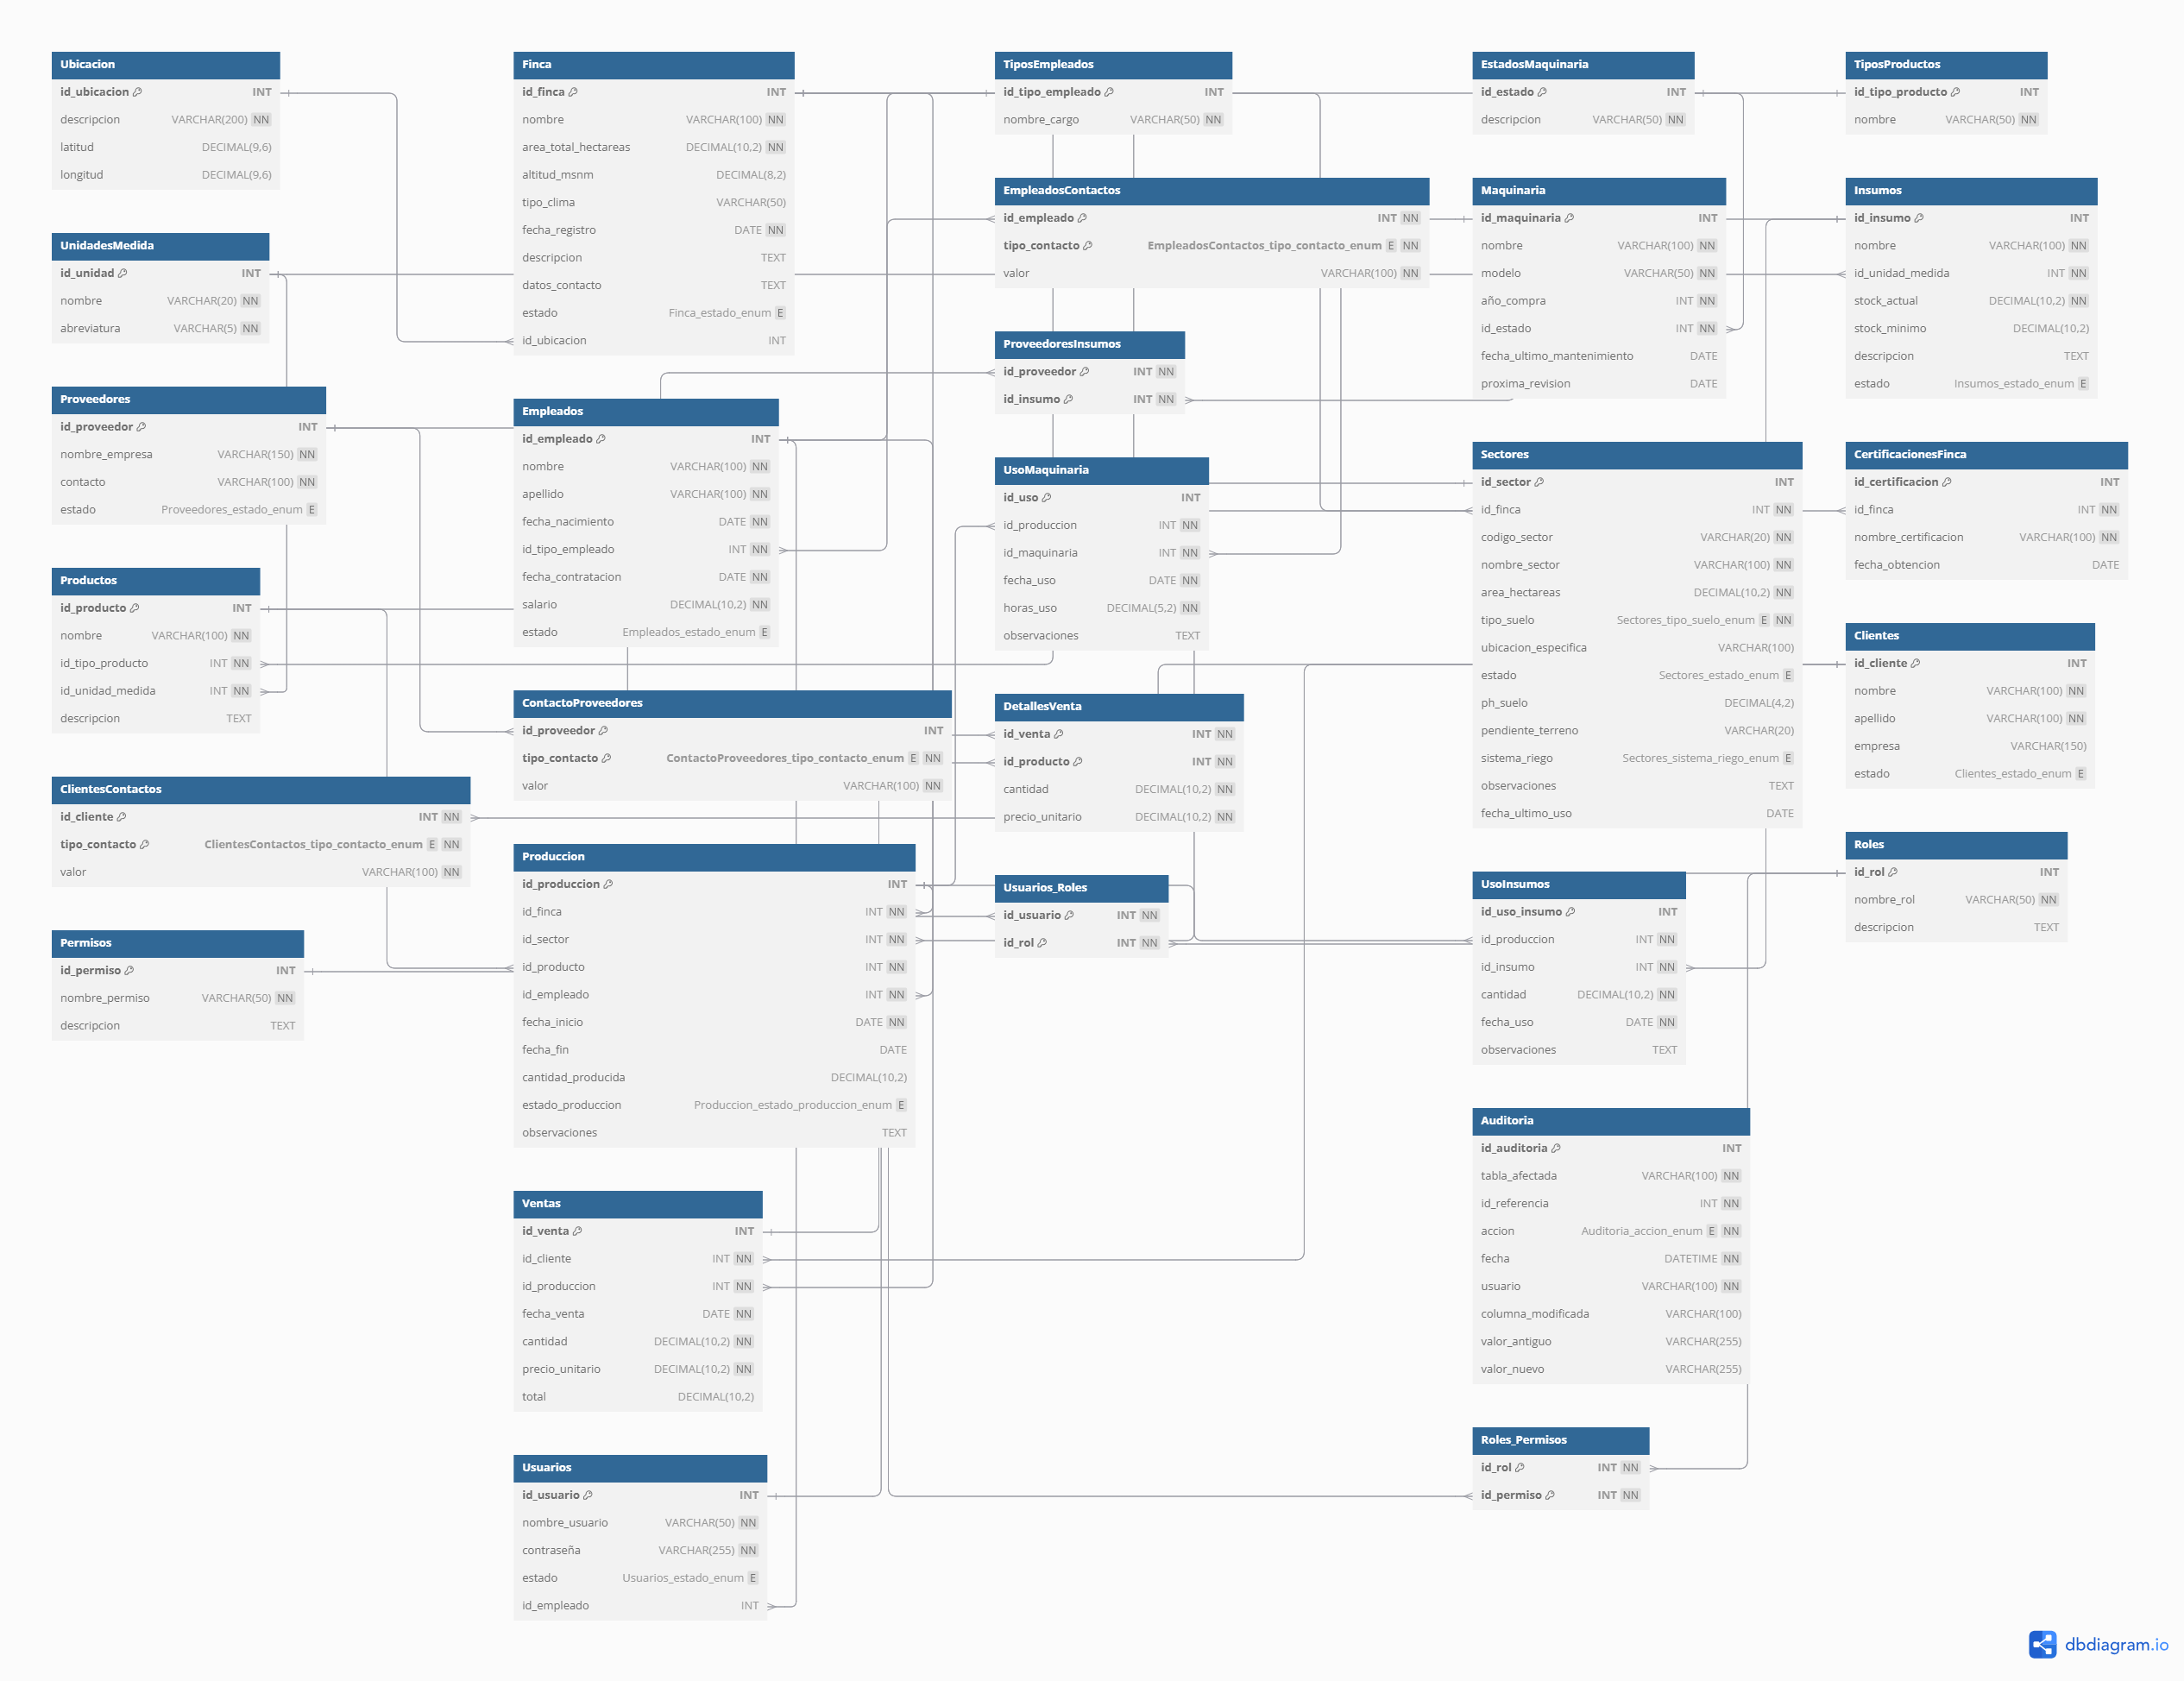 Ubicacion
id_ubicacion INT
descripcion VARCHAR(200) NN
latitud DECIMAL(9,6)
longitud DECIMAL(9,6)
UnidadesMedida
id_unidad INT
nombre VARCHAR(20) NN
abreviatura VARCHAR(5) NN
Proveedores
id_proveedor INT
nombre_empresa VARCHAR(150) NN
contacto VARCHAR(100) NN
estado Proveedores_estado_enum E
Productos
id_producto INT
nombre VARCHAR(100) NN
id_tipo_producto INT NN
id_unidad_medida INT NN
descripcion TEXT
ClientesContactos
id_cliente INT NN
tipo_contacto ClientesContactos_tipo_contacto_enum E NN
valor VARCHAR(100) NN
Permisos
id_permiso INT
nombre_permiso VARCHAR(50) NN
descripcion TEXT
Finca
id_finca INT
nombre VARCHAR(100) NN
area_total_hectareas DECIMAL(10,2) NN
altitud_msnm DECIMAL(8,2)
tipo_clima VARCHAR(50)
fecha_registro DATE NN
descripcion TEXT
datos_contacto TEXT
estado Finca_estado_enum E
id_ubicacion INT
Empleados
id_empleado INT
nombre VARCHAR(100) NN
apellido VARCHAR(100) NN
fecha_nacimiento DATE NN
id_tipo_empleado INT NN
fecha_contratacion DATE NN
salario DECIMAL(10,2) NN
estado Empleados_estado_enum E
ContactoProveedores
id_proveedor INT
tipo_contacto ContactoProveedores_tipo_contacto_enum E NN
valor VARCHAR(100) NN
Produccion
id_produccion INT
id_finca INT NN
id_sector INT NN
id_producto INT NN
id_empleado INT NN
fecha_inicio DATE NN
fecha_fin DATE
cantidad_producida DECIMAL(10,2)
estado_produccion Produccion_estado_produccion_enum E
observaciones TEXT
Ventas
id_venta INT
id_cliente INT NN
id_produccion INT NN
fecha_venta DATE NN
cantidad DECIMAL(10,2) NN
precio_unitario DECIMAL(10,2) NN
total DECIMAL(10,2)
Usuarios
id_usuario INT
nombre_usuario VARCHAR(50) NN
contraseña VARCHAR(255) NN
estado Usuarios_estado_enum E
id_empleado INT
TiposEmpleados
id_tipo_empleado INT
nombre_cargo VARCHAR(50) NN
EmpleadosContactos
id_empleado INT NN
tipo_contacto EmpleadosContactos_tipo_contacto_enum E NN
valor VARCHAR(100) NN
ProveedoresInsumos
id_proveedor INT NN
id_insumo INT NN
UsoMaquinaria
id_uso INT
id_produccion INT NN
id_maquinaria INT NN
fecha_uso DATE NN
horas_uso DECIMAL(5,2) NN
observaciones TEXT
DetallesVenta
id_venta INT NN
id_producto INT NN
cantidad DECIMAL(10,2) NN
precio_unitario DECIMAL(10,2) NN
Usuarios_Roles
id_usuario INT NN
id_rol INT NN
EstadosMaquinaria
id_estado INT
descripcion VARCHAR(50) NN
Maquinaria
id_maquinaria INT
nombre VARCHAR(100) NN
modelo VARCHAR(50) NN
año_compra INT NN
id_estado INT NN
fecha_ultimo_mantenimiento DATE
proxima_revision DATE
Sectores
id_sector INT
id_finca INT NN
codigo_sector VARCHAR(20) NN
nombre_sector VARCHAR(100) NN
area_hectareas DECIMAL(10,2) NN
tipo_suelo Sectores_tipo_suelo_enum E NN
ubicacion_especifica VARCHAR(100)
estado Sectores_estado_enum E
ph_suelo DECIMAL(4,2)
pendiente_terreno VARCHAR(20)
sistema_riego Sectores_sistema_riego_enum E
observaciones TEXT
fecha_ultimo_uso DATE
UsoInsumos
id_uso_insumo INT
id_produccion INT NN
id_insumo INT NN
cantidad DECIMAL(10,2) NN
fecha_uso DATE NN
observaciones TEXT
Auditoria
id_auditoria INT
tabla_afectada VARCHAR(100) NN
id_referencia INT NN
accion Auditoria_accion_enum E NN
fecha DATETIME NN
usuario VARCHAR(100) NN
columna_modificada VARCHAR(100)
valor_antiguo VARCHAR(255)
valor_nuevo VARCHAR(255)
Roles_Permisos
id_rol INT NN
id_permiso INT NN
TiposProductos
id_tipo_producto INT
nombre VARCHAR(50) NN
Insumos
id_insumo INT
nombre VARCHAR(100) NN
id_unidad_medida INT NN
stock_actual DECIMAL(10,2) NN
stock_minimo DECIMAL(10,2)
descripcion TEXT
estado Insumos_estado_enum E
CertificacionesFinca
id_certificacion INT
id_finca INT NN
nombre_certificacion VARCHAR(100) NN
fecha_obtencion DATE
Clientes
id_cliente INT
nombre VARCHAR(100) NN
apellido VARCHAR(100) NN
empresa VARCHAR(150)
estado Clientes_estado_enum E
Roles
id_rol INT
nombre_rol VARCHAR(50) NN
descripcion TEXT
dbdiagram.io